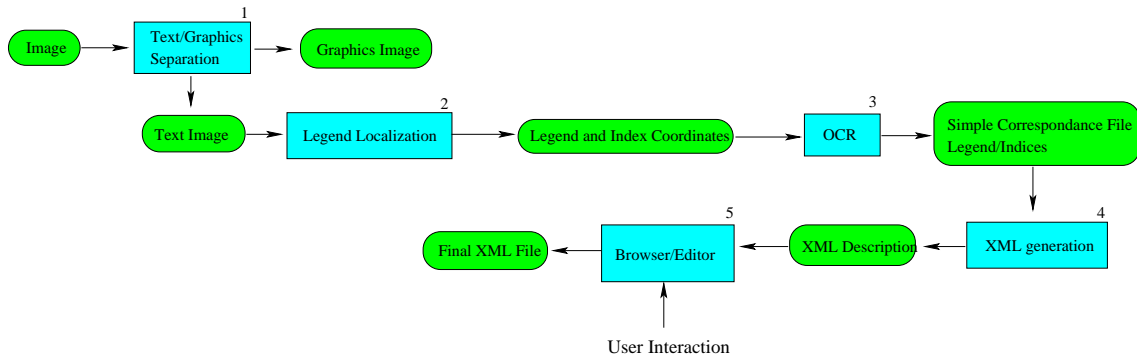 1
Image
Text/Graphics
Separation
Graphics Image
Text Image
2
Legend Localization
Legend and Index Coordinates
3
OCR
Simple Correspondance File
Legend/Indices
4
XML generation
XML Description
5
Browser/Editor
Final XML File
User Interaction